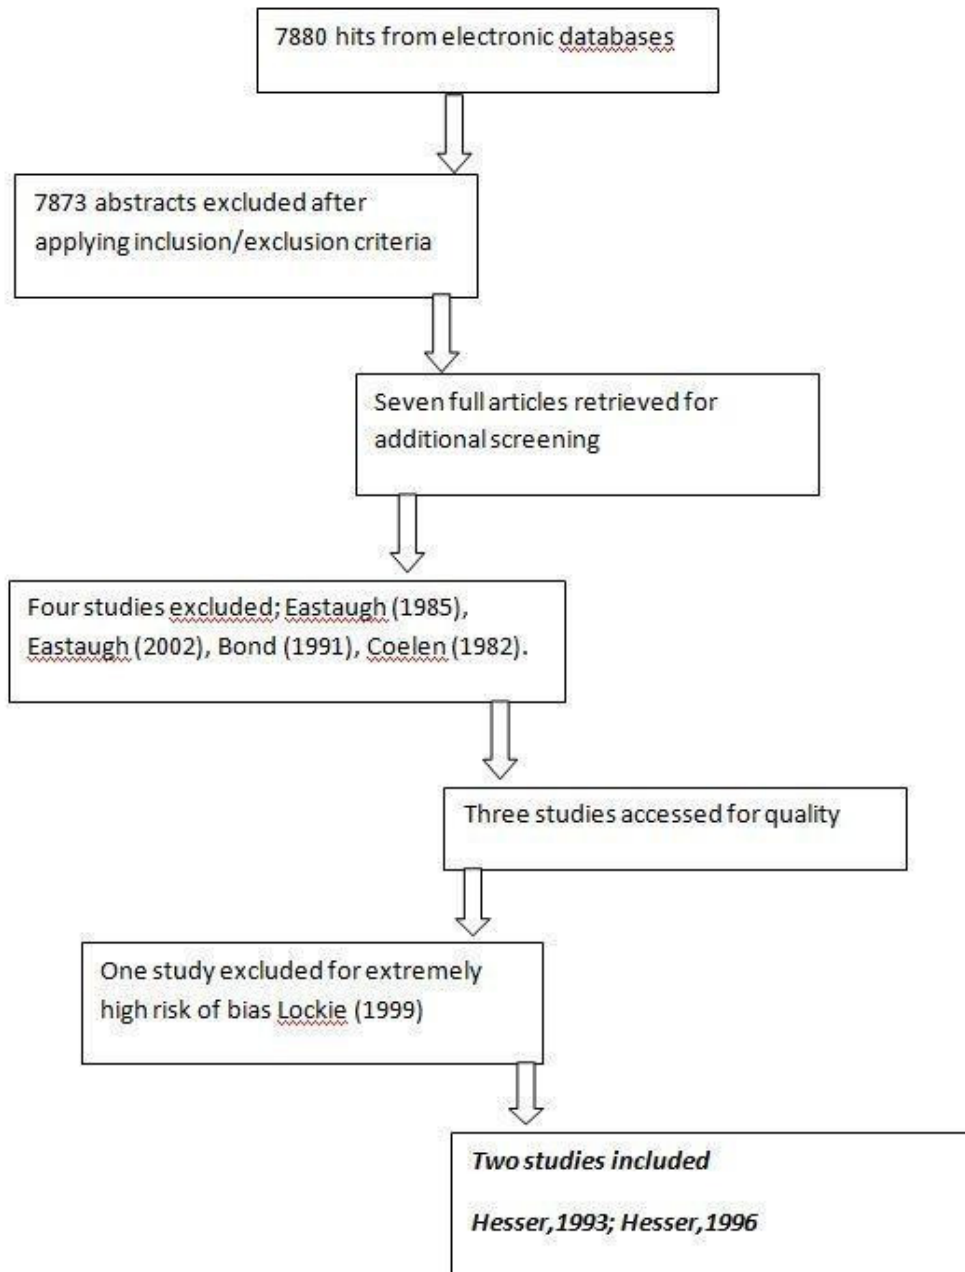 7880 hits from electronic databases
7873 abstracts excluded after
applying inclusion/exclusion criteria
Seven full articles retrieved for
additional screening
Four studies excluded; Eastaugh (1985),
Eastaugh (2002), Bond (1991), Coelen (1982).
Three studies accessed for quality
One study excluded for extremely
high risk of bias Lockie (1999)
Two studies included
Hesser,1993; Hesser,1996